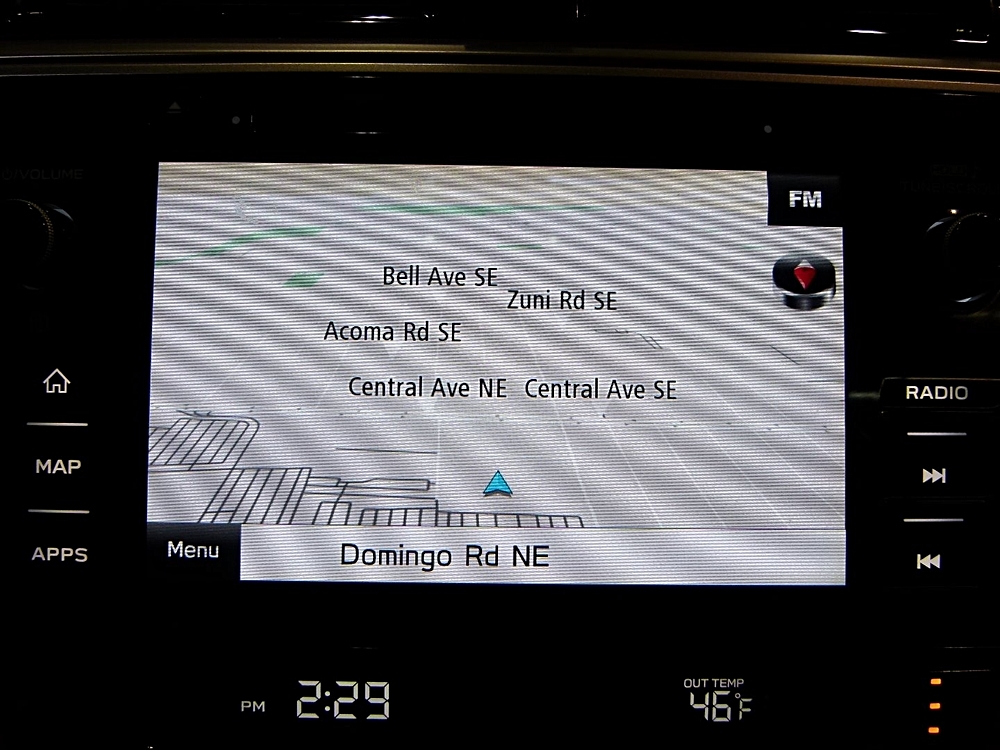 VOLUME
FM
Bell Ave SE
Zuni Rd SE
Acoma Rd SE
Central Ave NE Central Ave SE
RADIO
MAP
APPS
Menu
Domingo Rd NE
PM 2:29
OUT TEMP
46°F